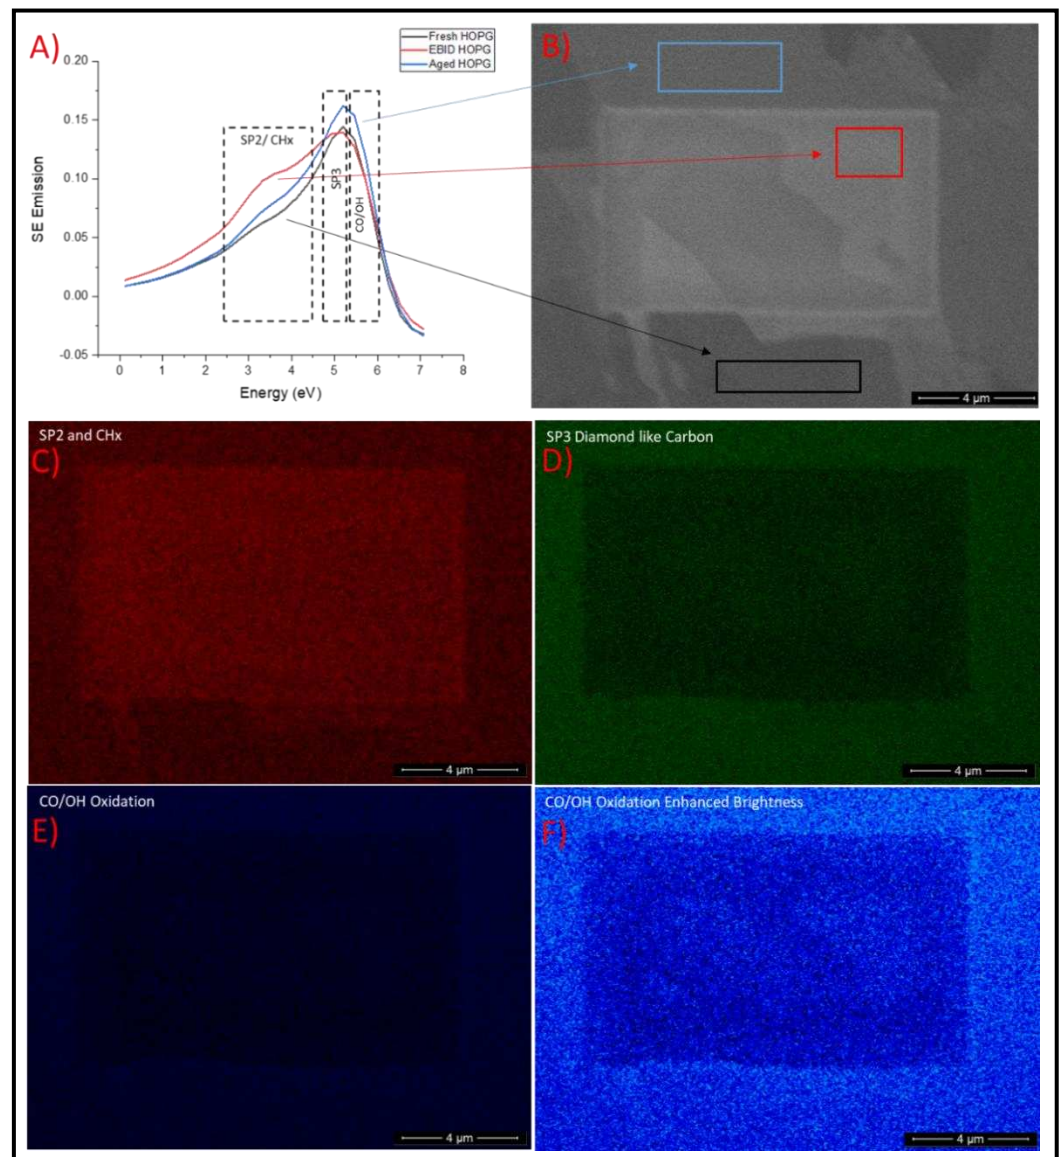 A)
Fresh HOPG
EBID HOPG
Aged HOPG
0.20
0.15
0.10
0.05
0.00
-0.05
SE Emission
SP2/ CHx
SP3
CO/OH
0 1 2 3 4 5 6 7 8
Energy (eV)
B)
4 µm
SP2 and CHx
C)
4 µm
SP3 Diamond like Carbon
D)
4 µm
CO/OH Oxidation
E)
4 µm
CO/OH Oxidation Enhanced Brightness
F)
4 µm